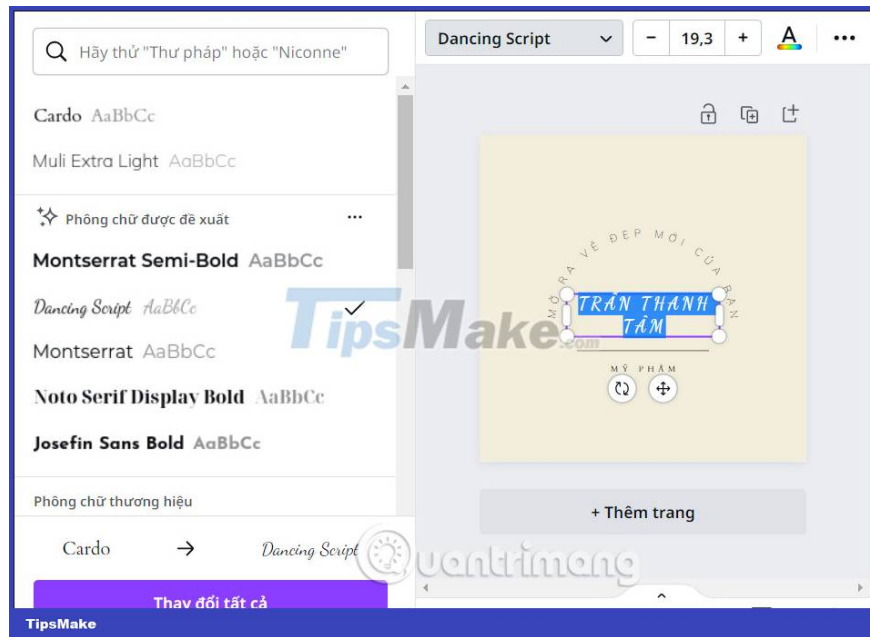 Hãy thử "Thư pháp" hoặc "Niconne"
Cardo AaBbCc
Muli Extra Light AaBbCc
Phông chữ được đề xuất
Montserrat Semi-Bold AaBbCc
Dancing Script AaBbCc
Montserrat AaBbCc
Noto Serif Display Bold AaBbCc
Josefin Sans Bold AaBbCc
Phông chữ thương hiệu
Cardo → Dancing Script
Thay đổi tất cả
Dancing Script
− 19,3 + A
MỞ RA VẺ ĐẸP MỚI CỦA BẠN
TRẦN THANH
TÂM
MỸ PHẨM
+ Thêm trang
TipsMake.com
Quantrimang
TipsMake